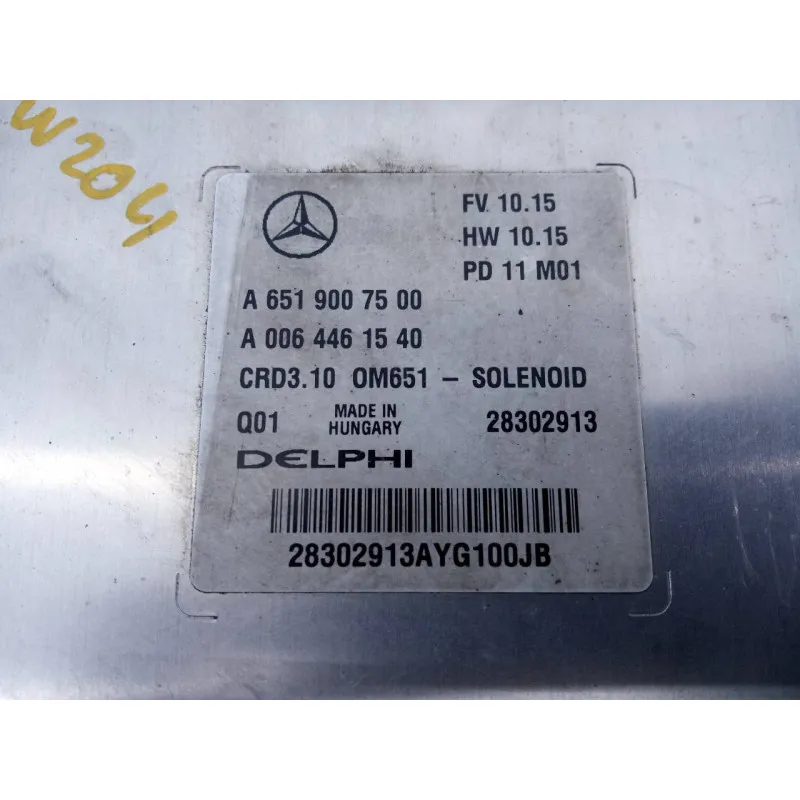 W204
FV 10.15
HW 10.15
PD 11 M01
A 651 900 75 00
A 006 446 15 40
CRD3.10 OM651 – SOLENOID
Q01 MADE IN HUNGARY 28302913
DELPHI
28302913AYG100JB